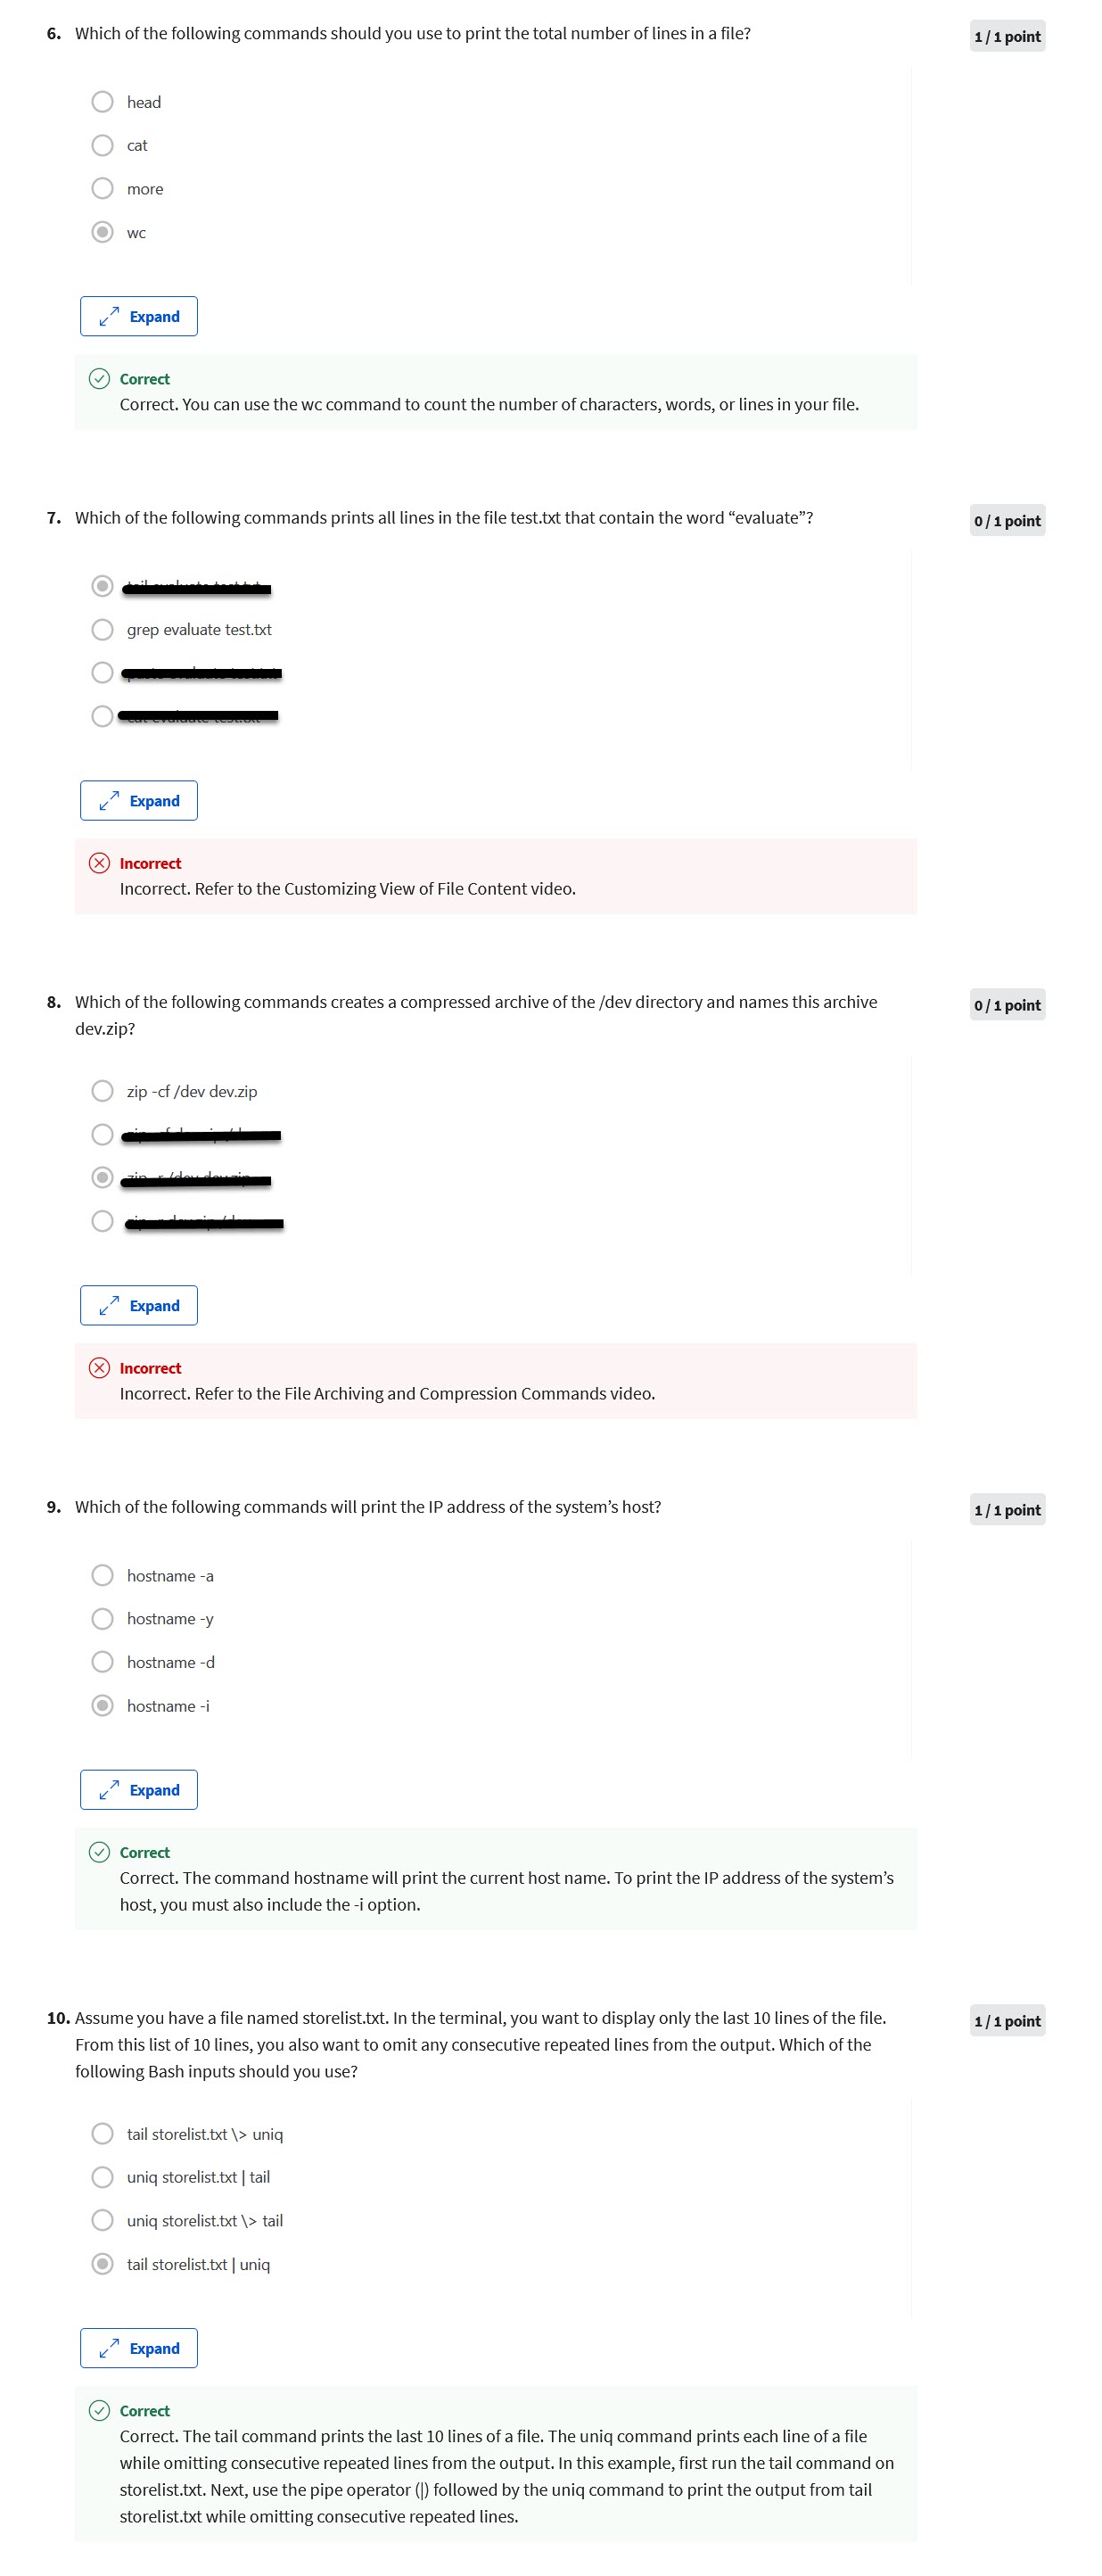 6. Which of the following commands should you use to print the total number of lines in a file?
1 / 1 point
head
cat
more
wc
Expand
Correct
Correct. You can use the wc command to count the number of characters, words, or lines in your file.
7. Which of the following commands prints all lines in the file test.txt that contain the word “evaluate”?
0 / 1 point
grep evaluate test.txt
Expand
Incorrect
Incorrect. Refer to the Customizing View of File Content video.
8. Which of the following commands creates a compressed archive of the /dev directory and names this archive
dev.zip?
0 / 1 point
zip -cf /dev dev.zip
Expand
Incorrect
Incorrect. Refer to the File Archiving and Compression Commands video.
9. Which of the following commands will print the IP address of the system’s host?
1 / 1 point
hostname -a
hostname -y
hostname -d
hostname -i
Expand
Correct
Correct. The command hostname will print the current host name. To print the IP address of the system’s
host, you must also include the -i option.
10. Assume you have a file named storelist.txt. In the terminal, you want to display only the last 10 lines of the file.
1 / 1 point
From this list of 10 lines, you also want to omit any consecutive repeated lines from the output. Which of the
following Bash inputs should you use?
tail storelist.txt \> uniq
uniq storelist.txt | tail
uniq storelist.txt \> tail
tail storelist.txt | uniq
Expand
Correct
Correct. The tail command prints the last 10 lines of a file. The uniq command prints each line of a file
while omitting consecutive repeated lines from the output. In this example, first run the tail command on
storelist.txt. Next, use the pipe operator (|) followed by the uniq command to print the output from tail
storelist.txt while omitting consecutive repeated lines.